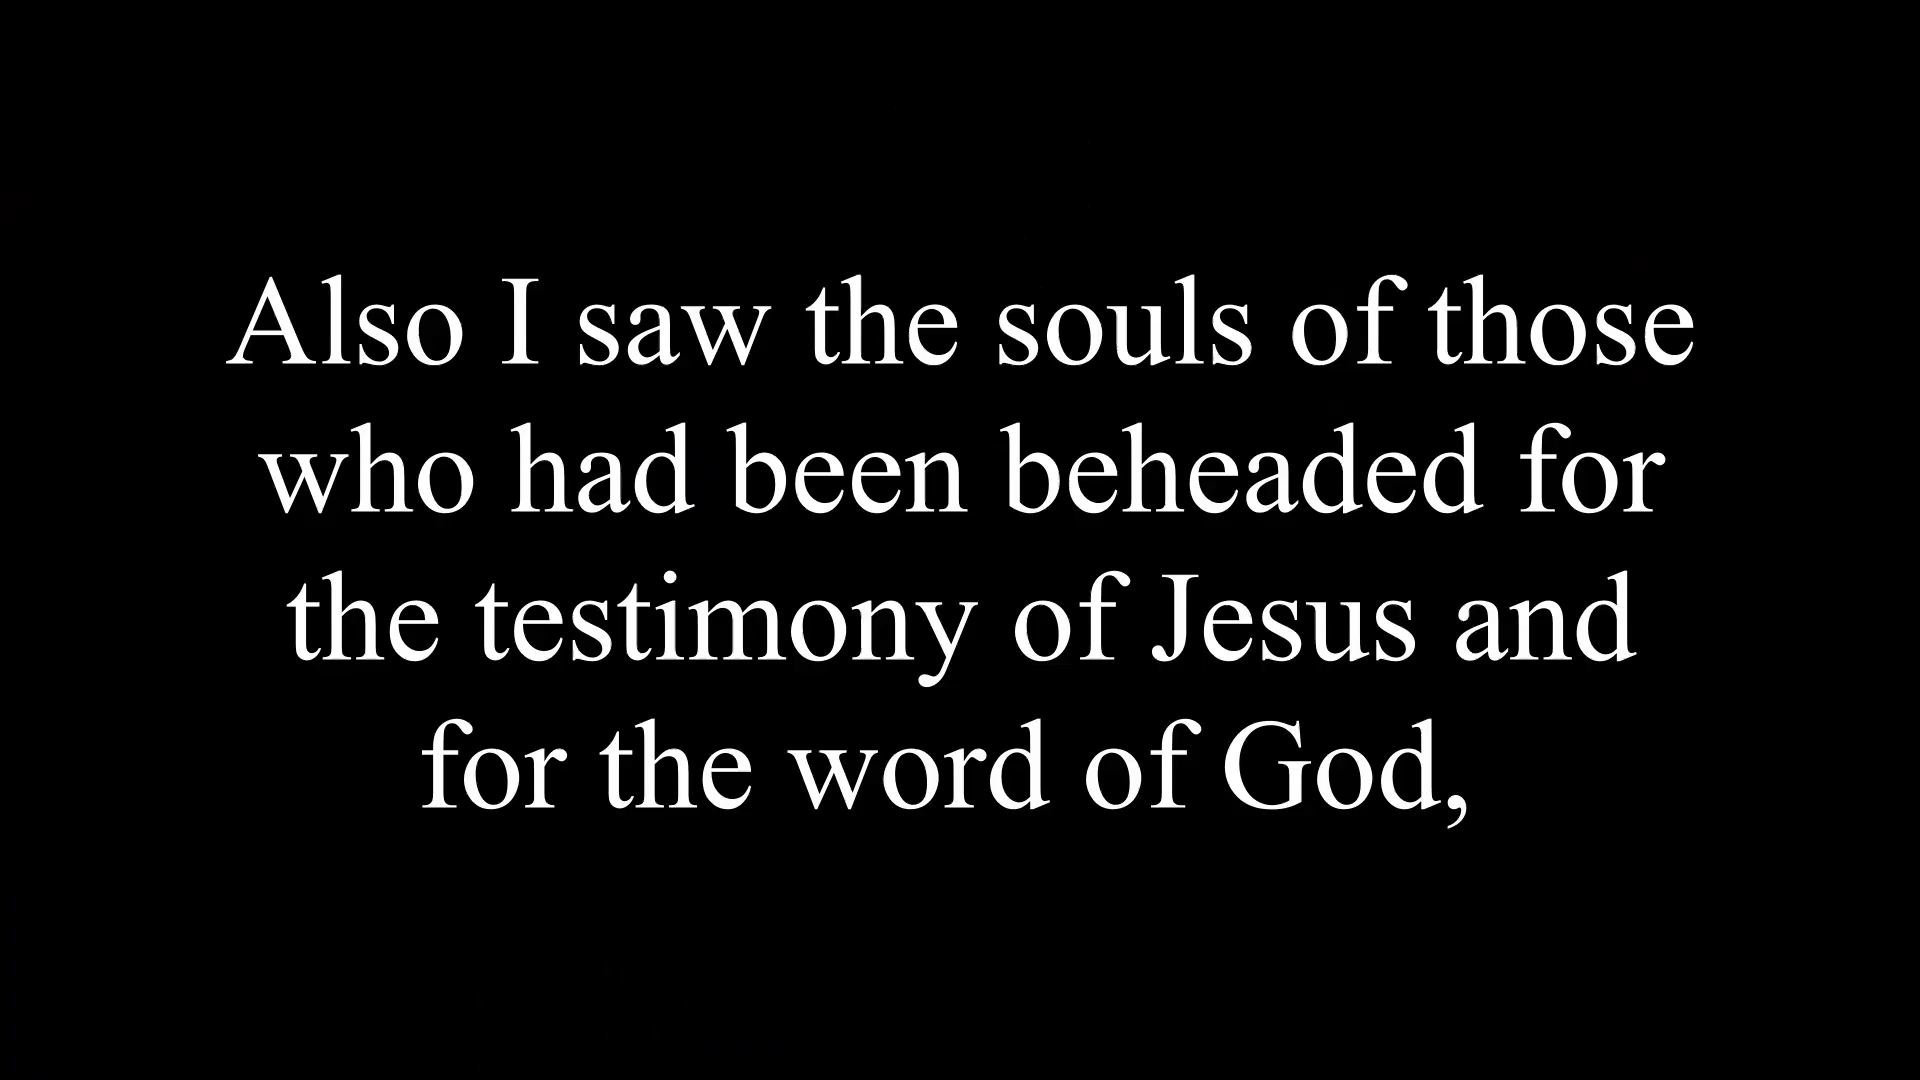 Also I saw the souls of those
who had been beheaded for
the testimony of Jesus and
for the word of God,